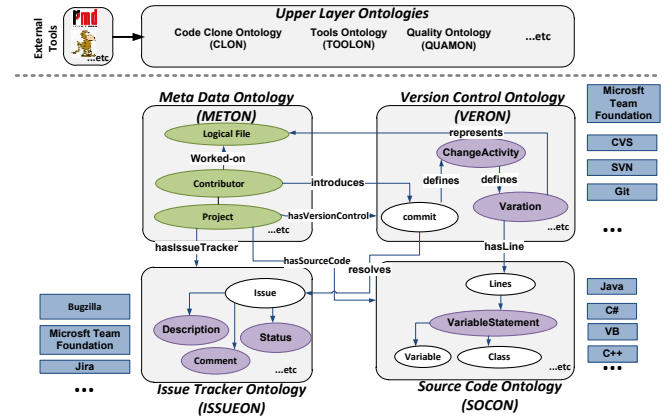 External
Tools
Pmd
...etc
Upper Layer Ontologies
Code Clone Ontology
(CLON)
Tools Ontology
(TOOLON)
Quality Ontology
(QUAMON)
...etc
Meta Data Ontology
(METON)
Logical File
Worked-on
Contributor
Project
...etc
Version Control Ontology
(VERON)
represents
ChangeActivity
defines
defines
introduces
hasVersionControl
commit
Varation
...etc
Microsft
Team
Foundation
CVS
SVN
Git
...
hasIssueTracker
hasSourceCode
resolves
hasLine
Bugzilla
Microsft Team
Foundation
Jira
...
Issue
Description
Status
Comment
...etc
Issue Tracker Ontology
(ISSUEON)
Lines
VariableStatement
Variable
Class
...etc
Source Code Ontology
(SOCON)
Java
C#
VB
C++
...